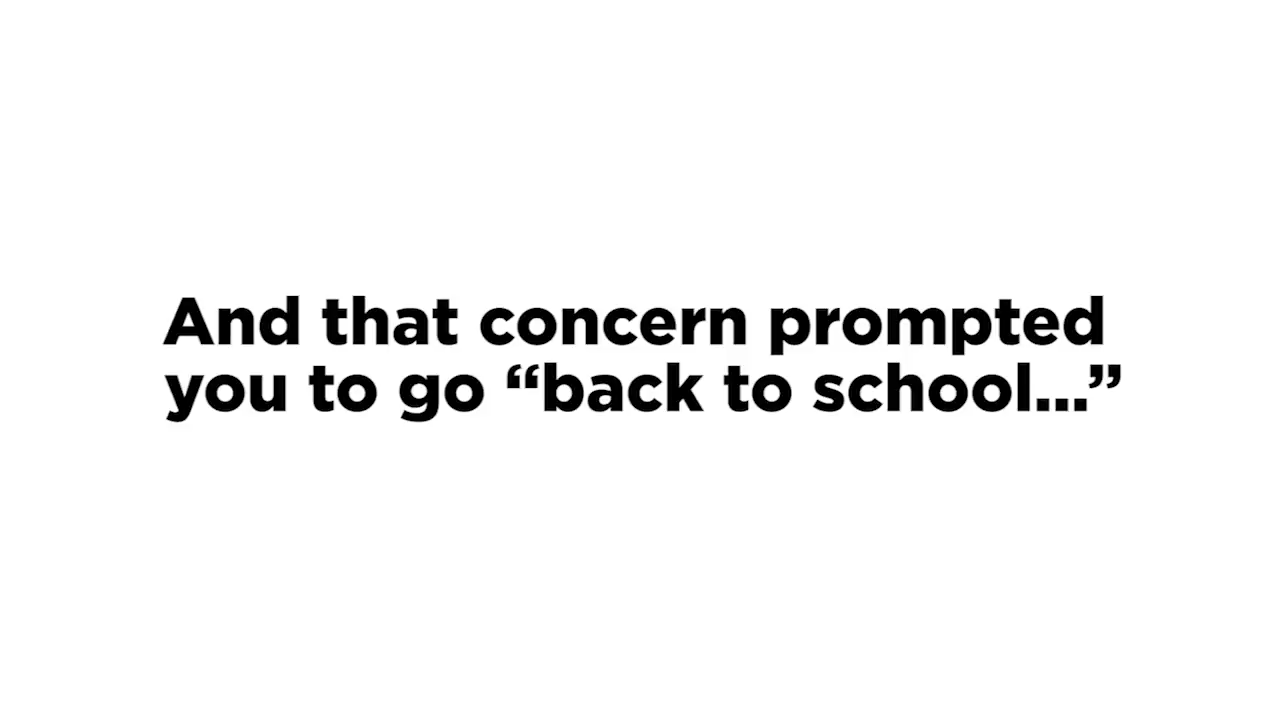 And that concern prompted
you to go “back to school...”